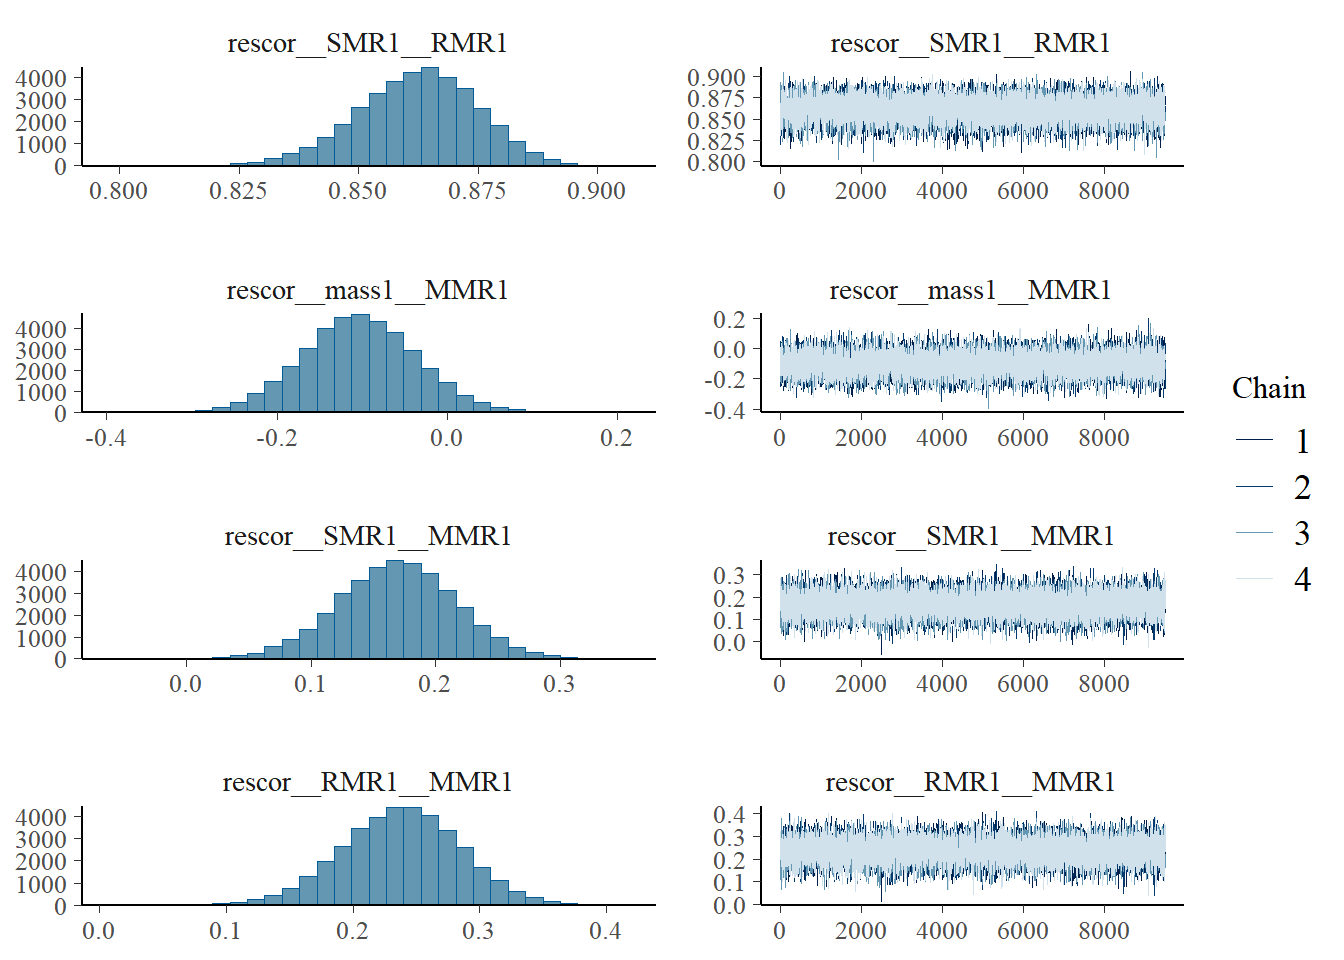 rescor__SMR1__RMR1
4000
3000
2000
1000
0
0.800 0.825 0.850 0.875 0.900
rescor__SMR1__RMR1
0.900
0.875
0.850
0.825
0.800
0 2000 4000 6000 8000
rescor__mass1__MMR1
4000
3000
2000
1000
0
-0.4 -0.2 0.0 0.2
rescor__mass1__MMR1
0.2
0.0
-0.2
-0.4
0 2000 4000 6000 8000
rescor__SMR1__MMR1
4000
3000
2000
1000
0
0.0 0.1 0.2 0.3
rescor__SMR1__MMR1
0.3
0.2
0.1
0.0
0 2000 4000 6000 8000
rescor__RMR1__MMR1
4000
3000
2000
1000
0
0.0 0.1 0.2 0.3 0.4
rescor__RMR1__MMR1
0.4
0.3
0.2
0.1
0.0
0 2000 4000 6000 8000
Chain
1
2
3
4